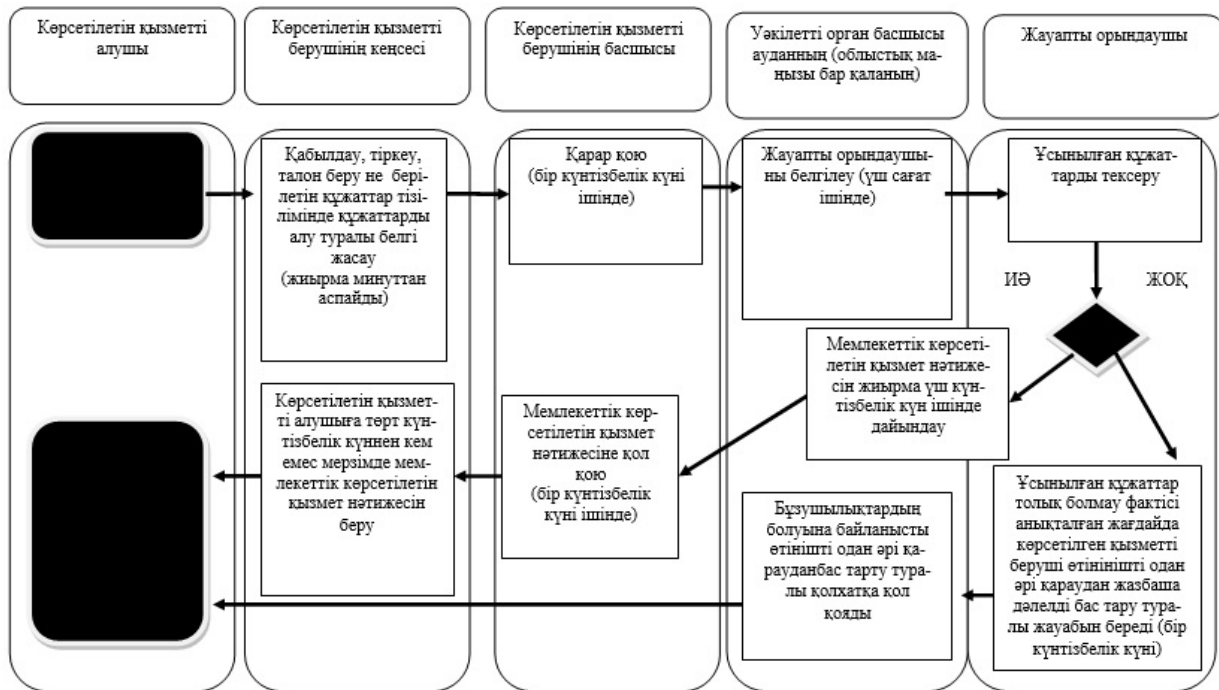 Көрсетілетін қызметті
алушы
Көрсетілетін қызметті
берушінің кеңсесі
Көрсетілетін қызметті
берушінің басшысы
Уәкілетті орган басшысы
ауданның (облыстық ма-
ңызы бар қаланың)
Жауапты орындаушы
Қабылдау, тіркеу,
талон беру не бері-
летін құжаттар тізі-
лімінде құжаттарды
алу туралы белгі
жасау
(жиырма минуттан
аспайды)
Қарар қою
(бір күнтізбелік күні
ішінде)
Жауапты орындаушы-
ны белгілеу (үш сағат
ішінде)
Ұсынылған құжат-
тарды тексеру
ИӘ
ЖОҚ
Мемлекеттік көрсе-
тілетін қызмет нәтиже-
сін жиырма үш күн-
тізбелік күн ішінде
дайындау
Көрсетілетін қызмет-
ті алушыға төрт күн-
тізбелік күннен кем
емес мерзімде мем-
лекеттік көрсетілетін
қызмет нәтижесін
беру
Мемлекеттік көр-
сетілетін қызмет
нәтижесіне қол
қою
(бір күнтізбелік
күні ішінде)
Бұзушылықтардың
болуына байланысты
өтінішті одан әрі қа-
рауданбас тарту тура-
лы қолхатқа қол
қояды
Ұсынылған құжаттар
толық болмау фактісі
анықталған жағдайда
көрсетілген қызметті
беруші өтінінішті одан
әрі қараудан жазбаша
дәлелді бас тару тура-
лы жауабын береді (бір
күнтізбелік күні)